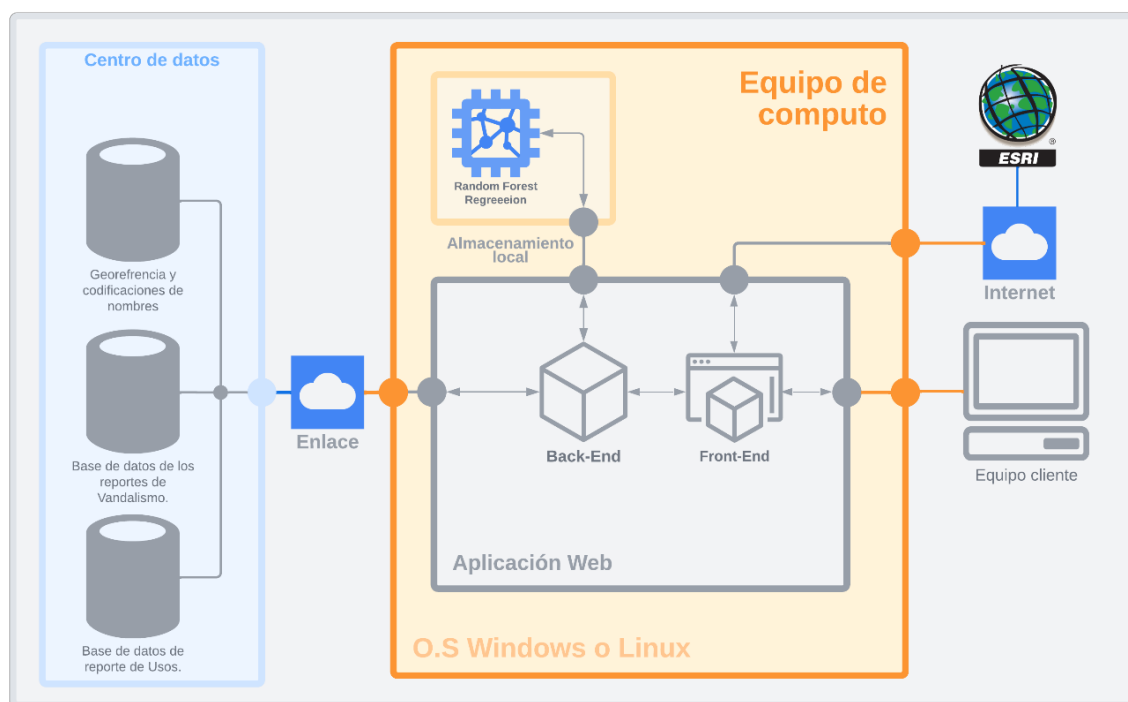 Centro de datos
Georefrencia y
codificaciones de
nombres
Base de datos de los
reportes de
Vandalismo.
Base de datos de
reporte de Usos.
Enlace
Equipo de
computo
Random Forest
Regreeeion
Almacenamiento
local
Back-End
Front-End
Aplicación Web
O.S Windows o Linux
ESRI
®
Internet
Equipo cliente